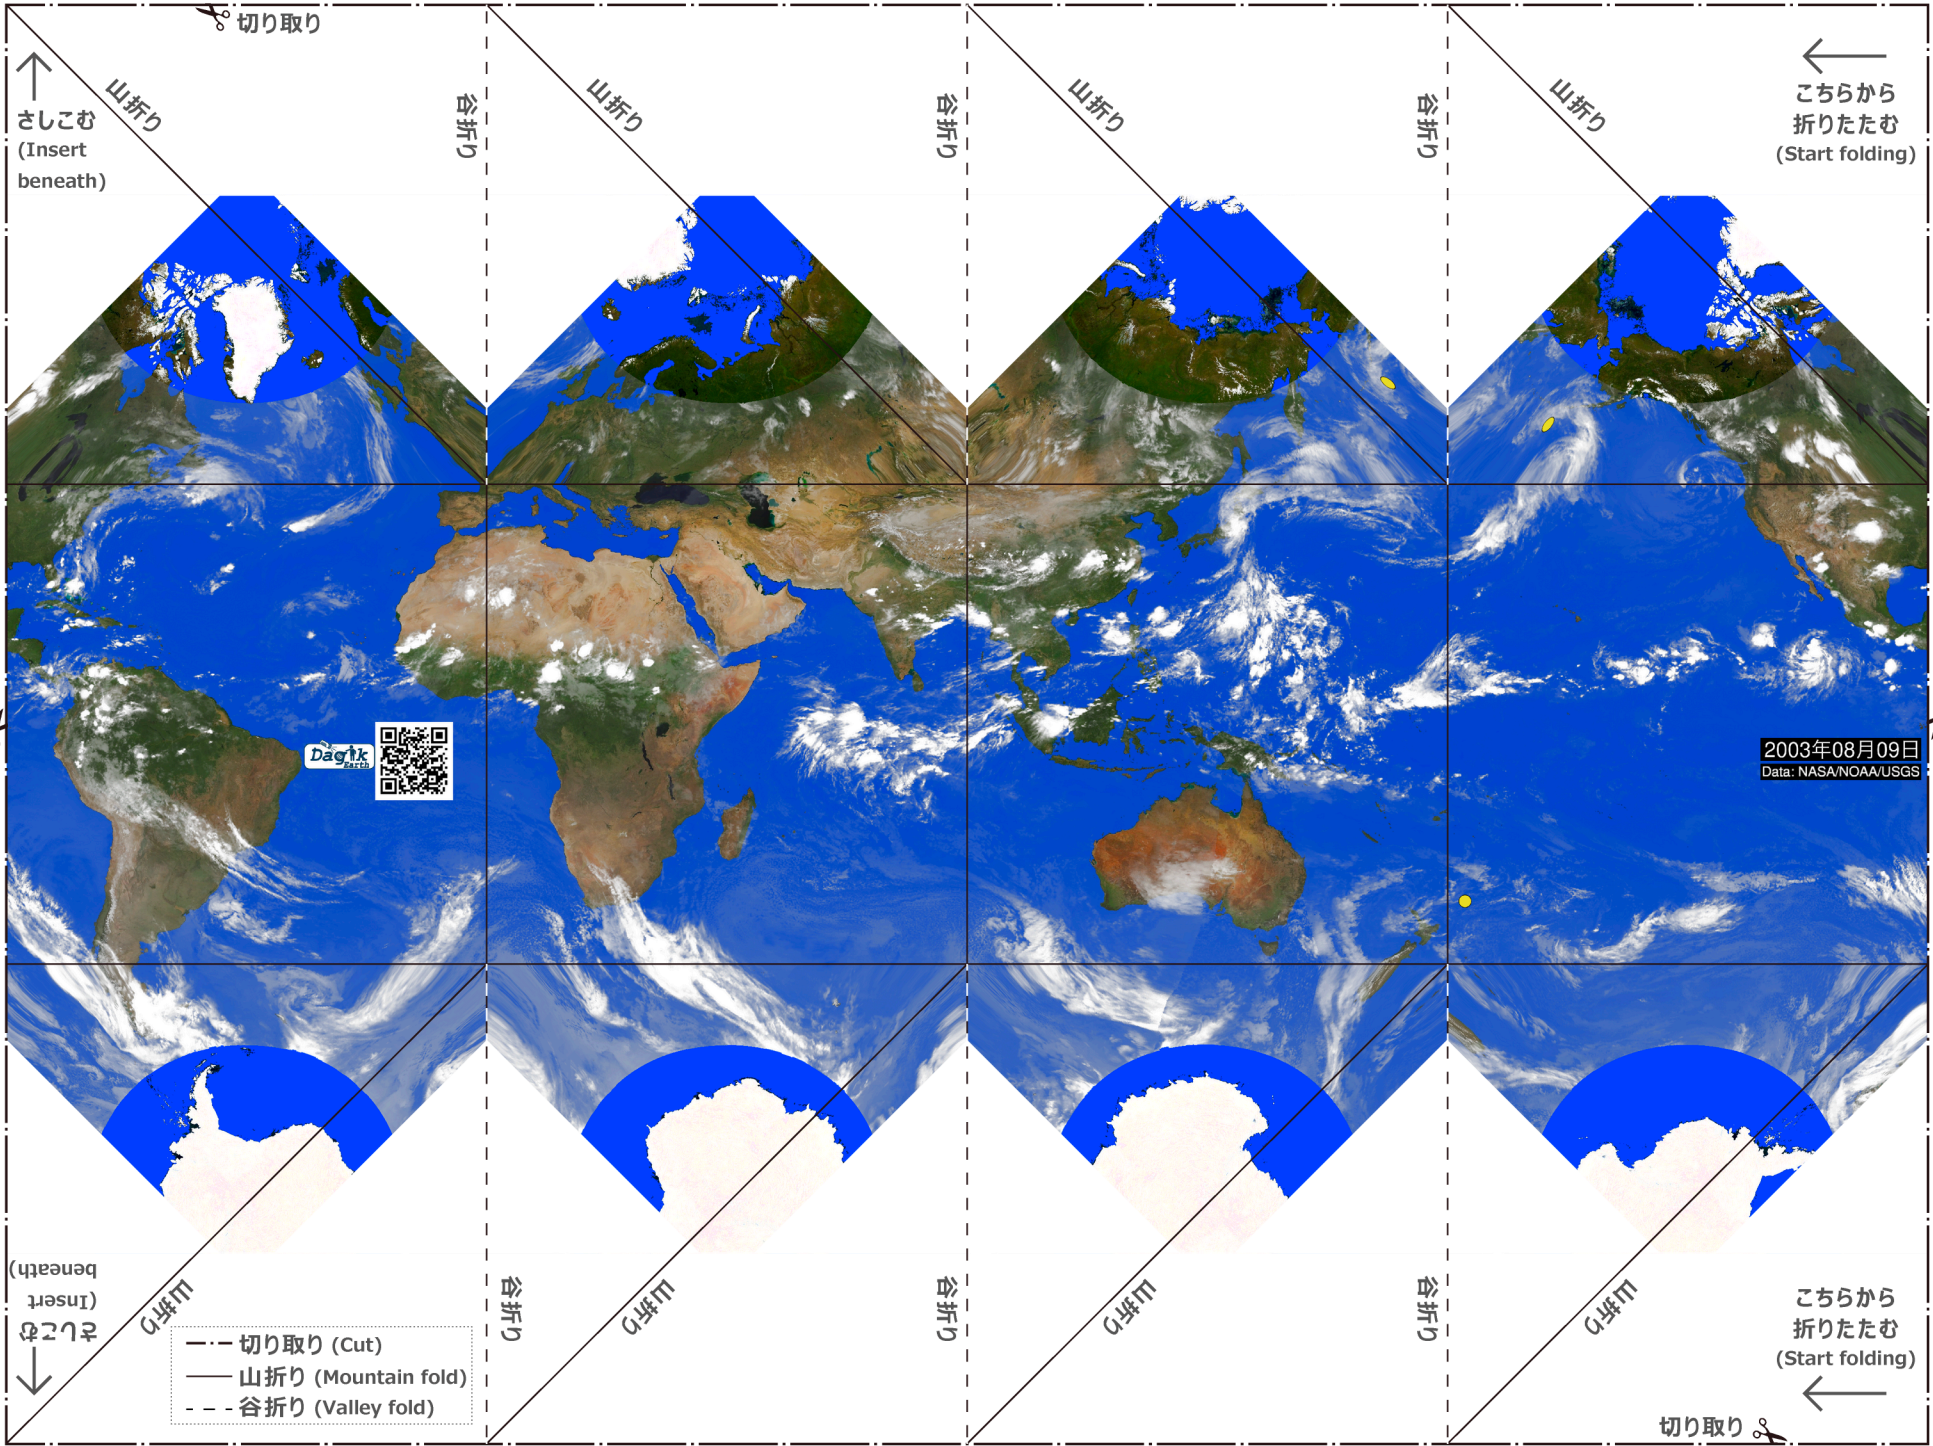 切り取り
さしこむ
(Insert
beneath)
山折り
谷折り
山折り
谷折り
山折り
谷折り
山折り
こちらから
折りたたむ
(Start folding)
Dagik
Earth
2003年08月09日
Data: NASA/NOAA/USGS
さしこむ
(Insert
beneath)
山折り
谷折り
山折り
谷折り
山折り
谷折り
山折り
こちらから
折りたたむ
(Start folding)
切り取り (Cut)
山折り (Mountain fold)
谷折り (Valley fold)
切り取り